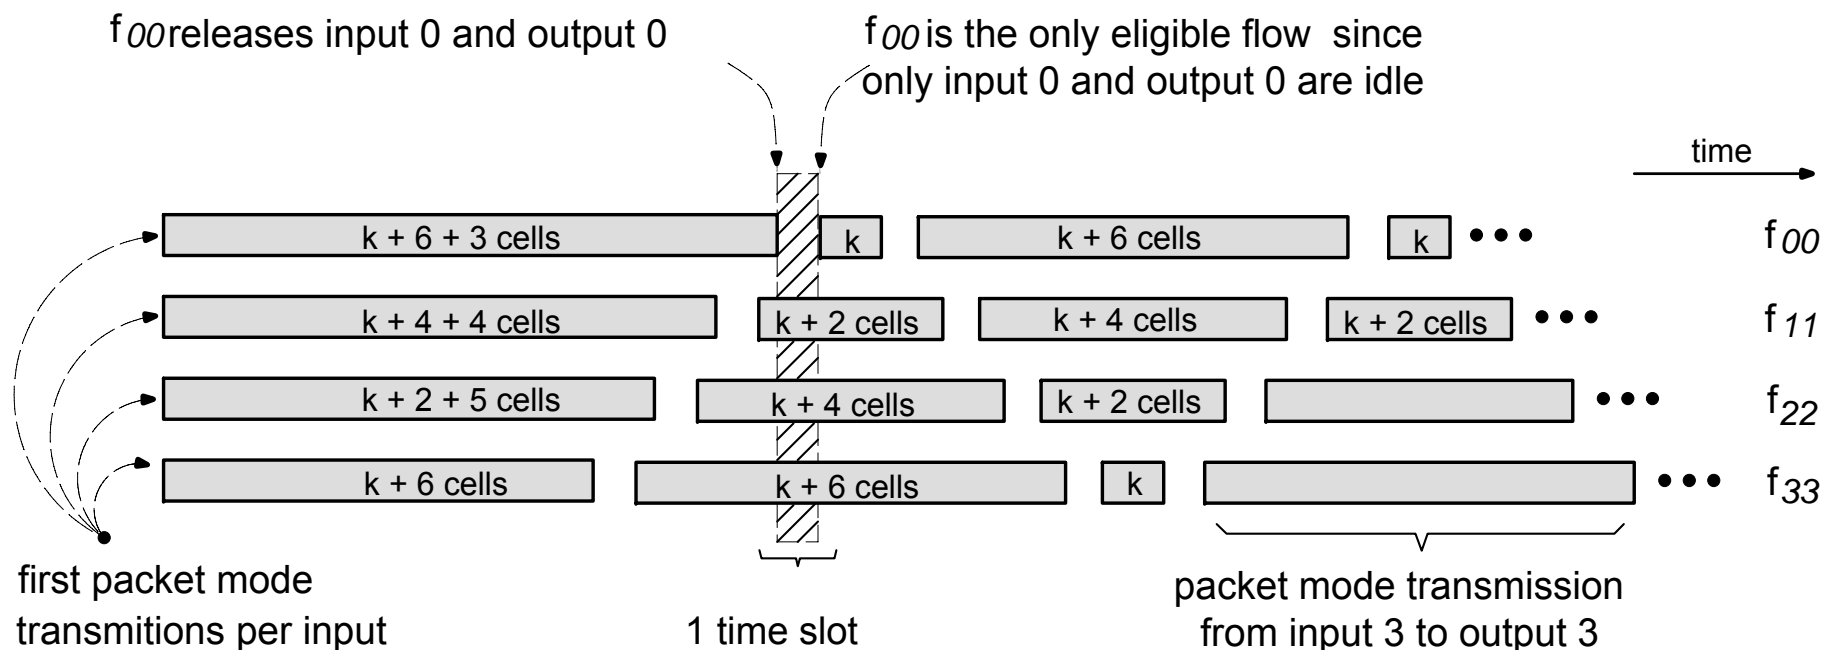 f00 releases input 0 and output 0
f00 is the only eligible flow since
only input 0 and output 0 are idle
time
k + 6 + 3 cells
k
k + 6 cells
k
f00
k + 4 + 4 cells
k + 2 cells
k + 4 cells
k + 2 cells
f11
k + 2 + 5 cells
k + 4 cells
k + 2 cells
f22
k + 6 cells
k + 6 cells
k
f33
first packet mode
transmitions per input
1 time slot
packet mode transmission
from input 3 to output 3